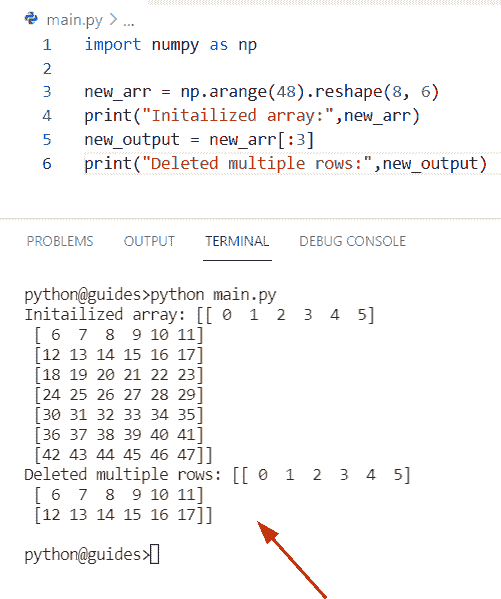 main.py > ...
1 import numpy as np
2
3 new_arr = np.arange(48).reshape(8, 6)
4 print("Initailized array:",new_arr)
5 new_output = new_arr[:3]
6 print("Deleted multiple rows:",new_output)
PROBLEMS OUTPUT TERMINAL DEBUG CONSOLE
python@guides>python main.py
Initailized array: [[ 0  1  2  3  4  5]
 [ 6  7  8  9 10 11]
 [12 13 14 15 16 17]
 [18 19 20 21 22 23]
 [24 25 26 27 28 29]
 [30 31 32 33 34 35]
 [36 37 38 39 40 41]
 [42 43 44 45 46 47]]
Deleted multiple rows: [[ 0  1  2  3  4  5]
 [ 6  7  8  9 10 11]
 [12 13 14 15 16 17]]
python@guides>